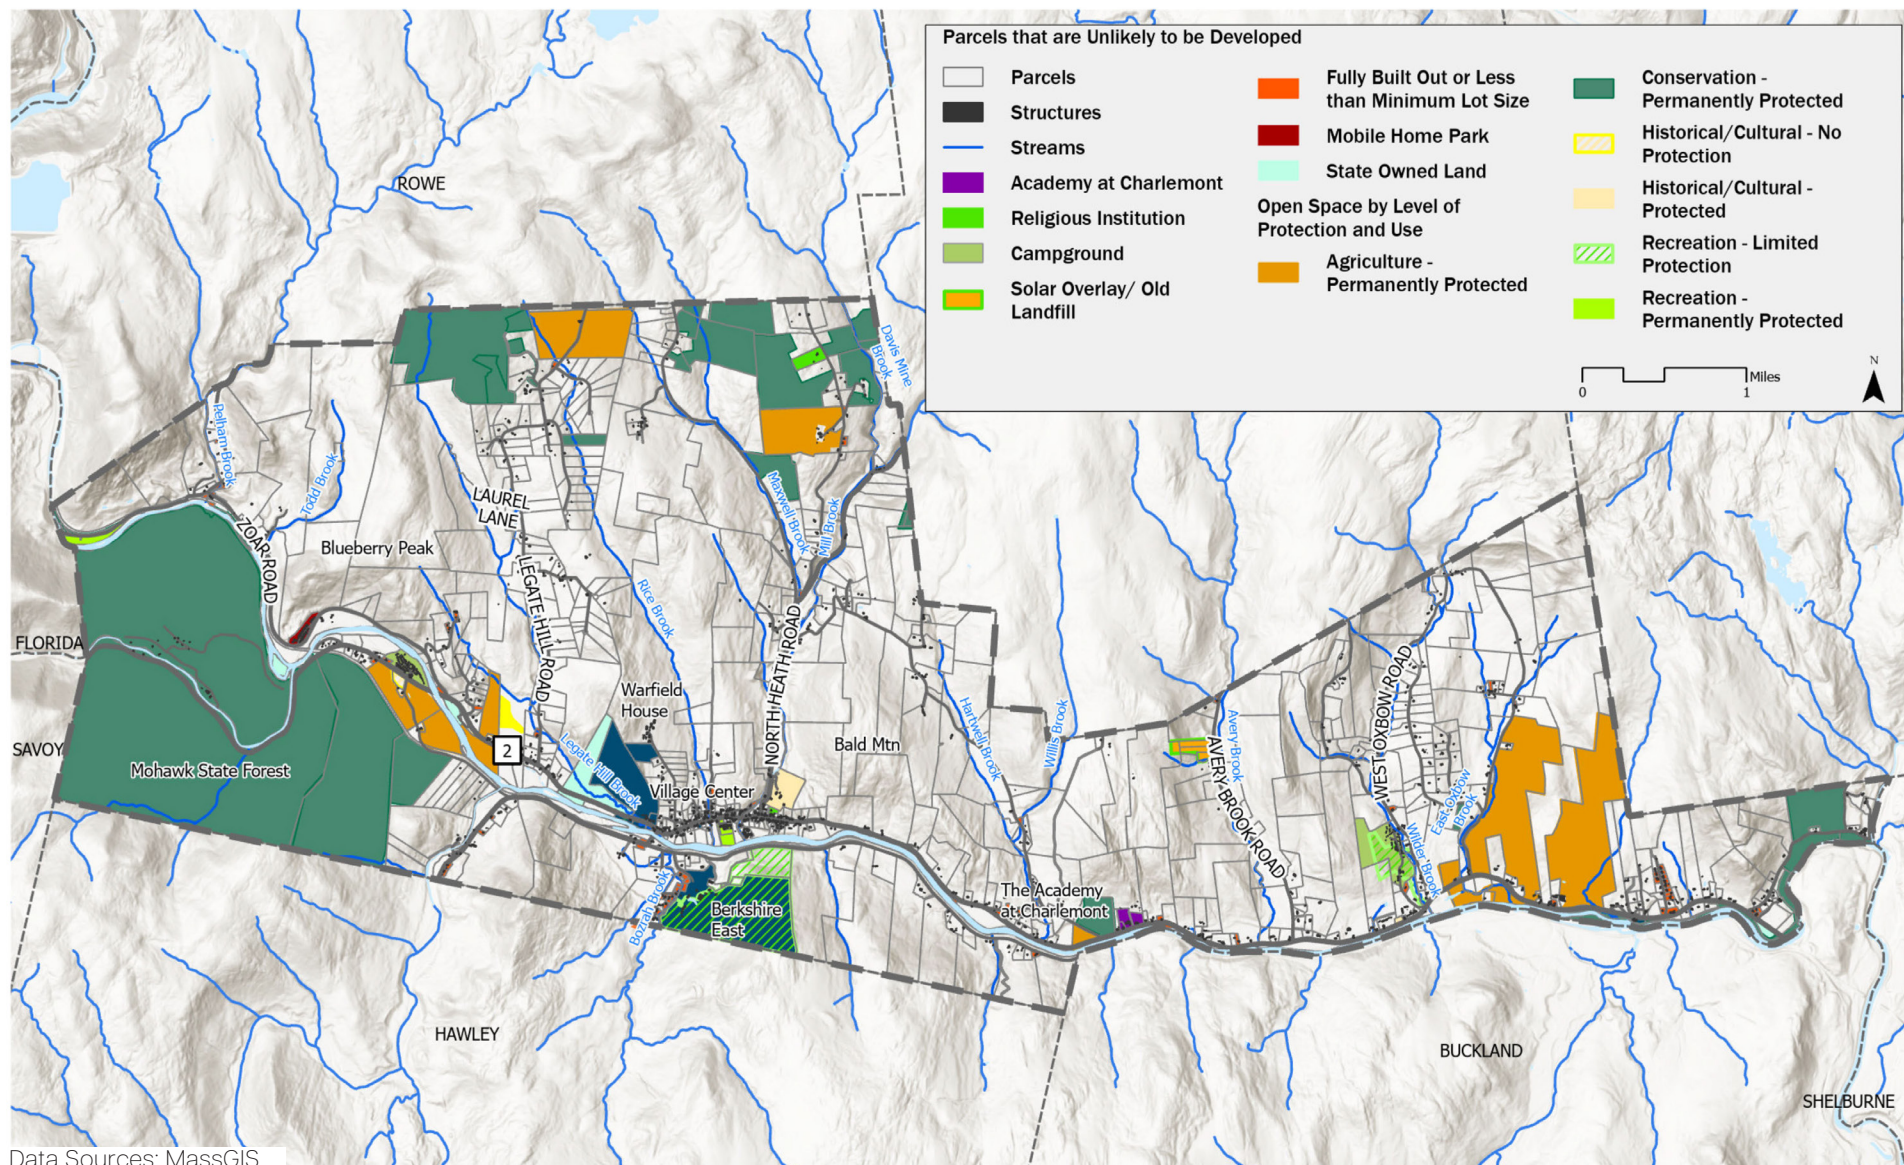 Parcels that are Unlikely to be Developed
Parcels
Structures
Streams
Academy at Charlemont
Religious Institution
Campground
Solar Overlay/ Old
Landfill
Fully Built Out or Less
than Minimum Lot Size
Mobile Home Park
State Owned Land
Open Space by Level of
Protection and Use
Agriculture -
Permanently Protected
Conservation -
Permanently Protected
Historical/Cultural - No
Protection
Historical/Cultural -
Protected
Recreation - Limited
Protection
Recreation -
Permanently Protected
0
1
Miles
N
ROWE
Davis Mine
Brook
Pelham Brook
Todd Brook
ZOAR ROAD
Blueberry Peak
LAUREL
LANE
LEGATE HILL ROAD
Rice Brook
Maxwell Brook
Mill Brook
NORTH HEATH ROAD
FLORIDA
SAVOY
Mohawk State Forest
2
Warfield
House
Legate Hill Brook
Village Center
Bald Mtn
Hartwell Brook
Willis Brook
Avery Brook
AVERY BROOK ROAD
WEST OXBOW ROAD
East Oxbow
Brook
Wilder Brook
The Academy
at Charlemont
Berkshire
East
Bozrah Brook
HAWLEY
BUCKLAND
SHELBURNE
Data Sources: MassGIS